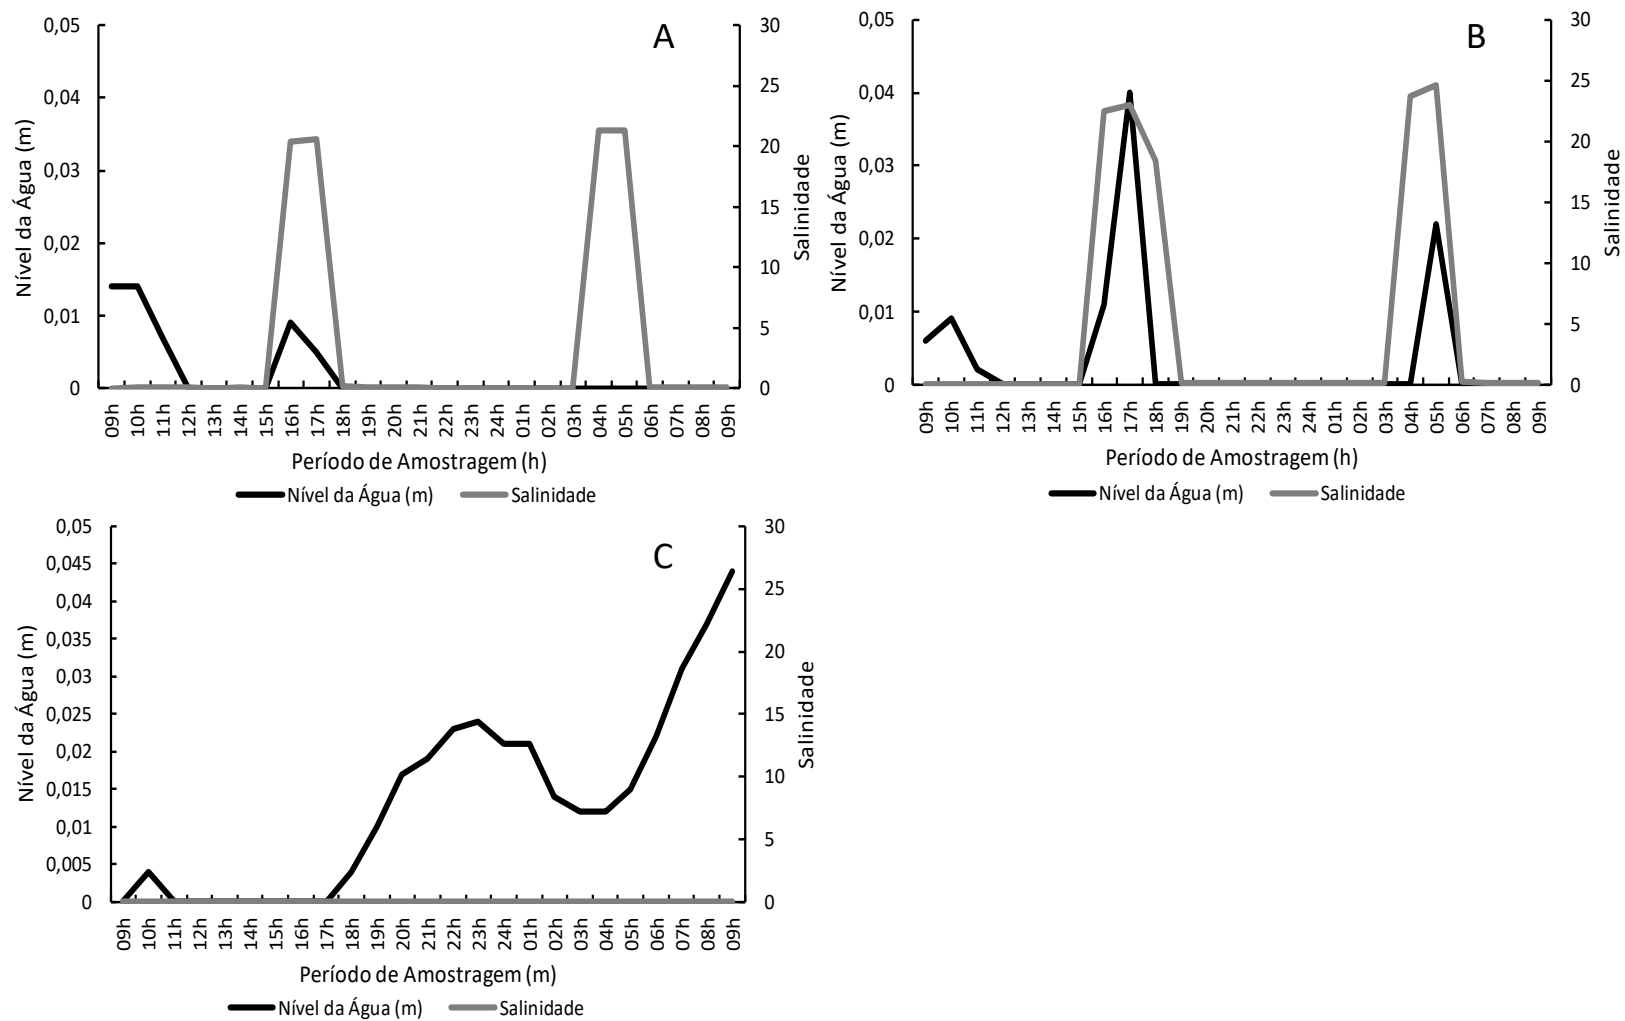 A
0,05
0,04
0,03
0,02
0,01
0
Nível da Água (m)
30
25
20
15
10
5
0
Salinidade
09h 10h 11h 12h 13h 14h 15h 16h 17h 18h 19h 20h 21h 22h 23h 24h 01h 02h 03h 04h 05h 06h 07h 08h 09h
Período de Amostragem (h)
Nível da Água (m) Salinidade
B
0,05
0,04
0,03
0,02
0,01
0
Nível da Água (m)
30
25
20
15
10
5
0
Salinidade
09h 10h 11h 12h 13h 14h 15h 16h 17h 18h 19h 20h 21h 22h 23h 24h 01h 02h 03h 04h 05h 06h 07h 08h 09h
Período de Amostragem (h)
Nível da Água (m) Salinidade
C
0,05
0,045
0,04
0,035
0,03
0,025
0,02
0,015
0,01
0,005
0
Nível da Água (m)
30
25
20
15
10
5
0
Salinidade
09h 10h 11h 12h 13h 14h 15h 16h 17h 18h 19h 20h 21h 22h 23h 24h 01h 02h 03h 04h 05h 06h 07h 08h 09h
Período de Amostragem (m)
Nível da Água (m) Salinidade